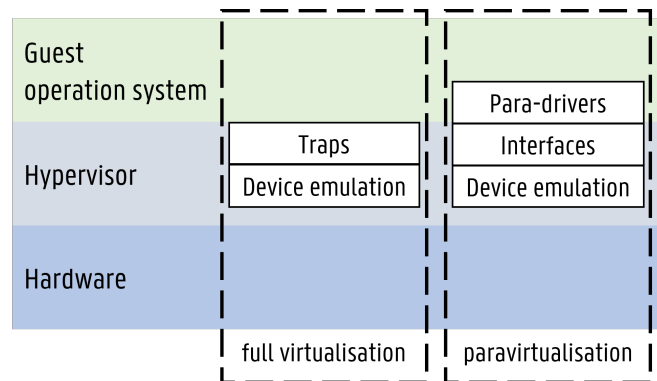 Guest
operation system
Para-drivers
Traps
Interfaces
Hypervisor
Device emulation
Device emulation
Hardware
full virtualisation
paravirtualisation